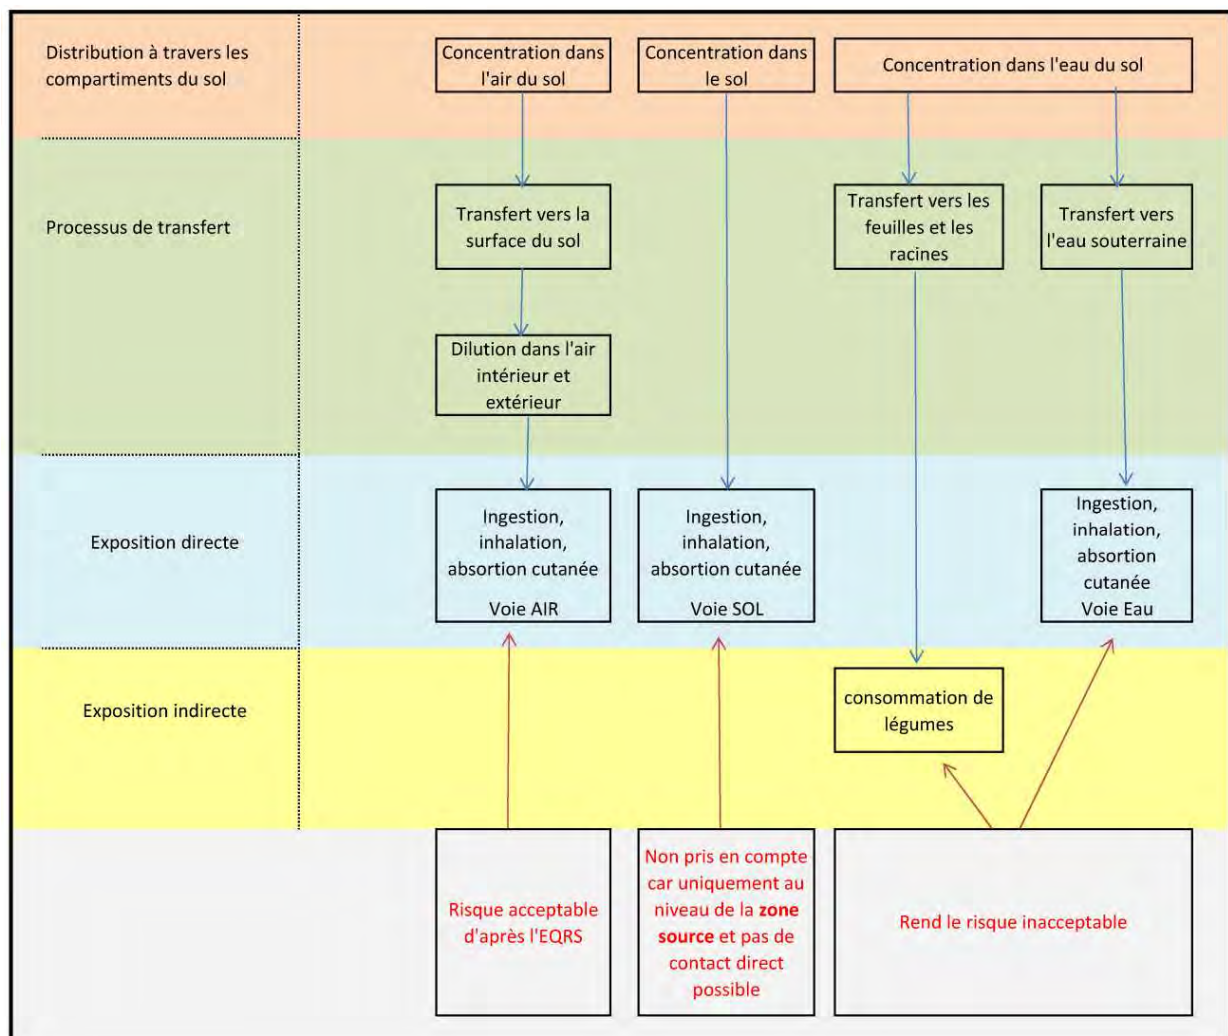 Distribution à travers les
compartiments du sol
Concentration dans
l'air du sol
Concentration dans
le sol
Concentration dans l'eau du sol
Processus de transfert
Transfert vers la
surface du sol
Transfert vers les
feuilles et les
racines
Transfert vers
l'eau souterraine
Dilution dans l'air
intérieur et
extérieur
Exposition directe
Ingestion,
inhalation,
absortion cutanée
Voie AIR
Ingestion,
inhalation,
absortion cutanée
Voie SOL
Ingestion,
inhalation,
absortion
cutanée
Voie Eau
Exposition indirecte
consommation de
légumes
Risque acceptable
d'après l'EQRS
Non pris en compte
car uniquement au
niveau de la zone
source et pas de
contact direct
possible
Rend le risque inacceptable